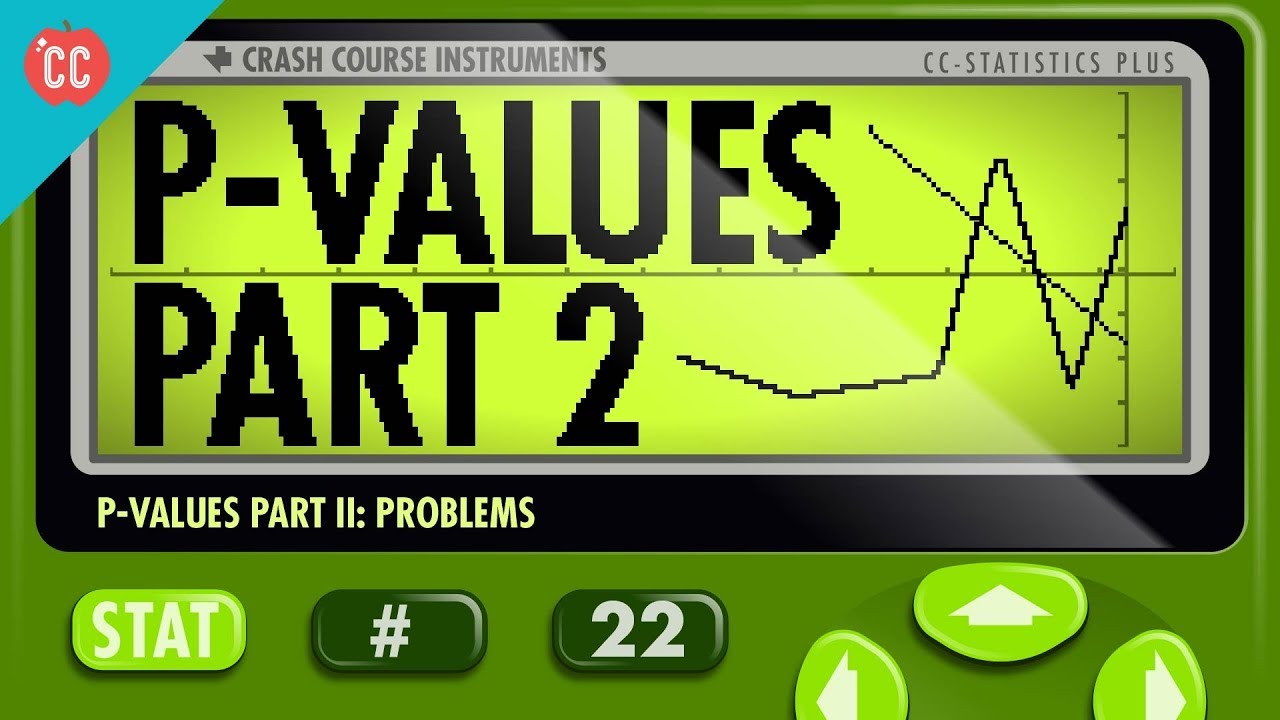 CC
CRASH COURSE INSTRUMENTS
CC-STATISTICS PLUS
P-VALUES
PART 2
P-VALUES PART II: PROBLEMS
STAT
#
22